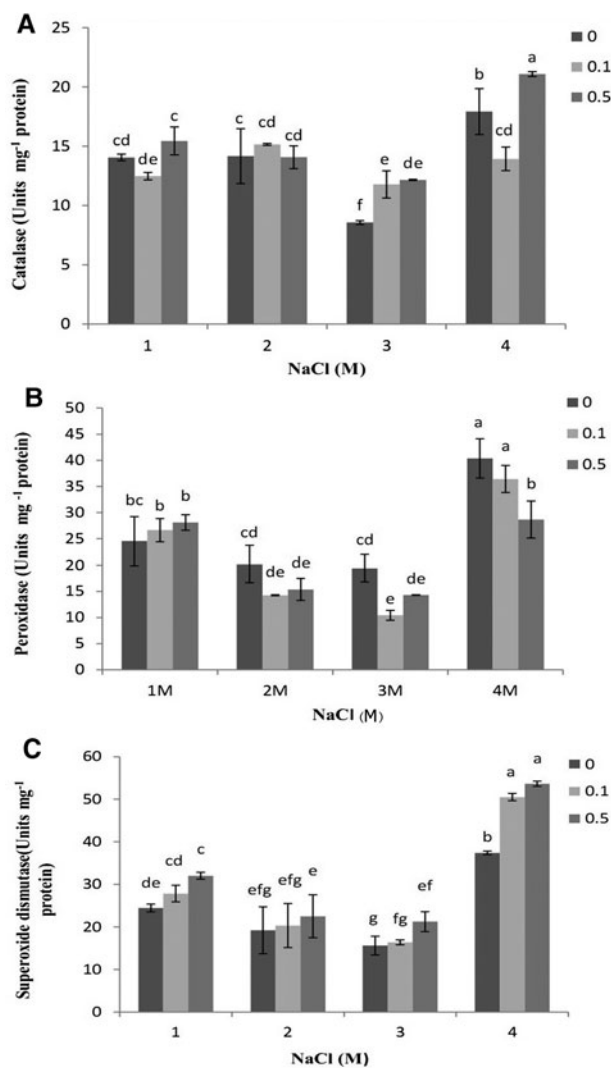 A
Catalase (Units mg-1 protein)
25
20
15
10
5
0
cd
de
c
c
cd
cd
f
e
de
b
cd
a
1
2
3
4
NaCl (M)
0
0.1
0.5
B
Peroxidase (Units mg -1 protein)
50
45
40
35
30
25
20
15
10
5
0
bc
b
b
cd
de
de
cd
e
de
a
a
b
1M
2M
3M
4M
NaCl (M)
0
0.1
0.5
C
Superoxide dismutase(Units mg-1
protein)
60
50
40
30
20
10
0
de
cd
c
efg
efg
e
g
fg
ef
b
a
a
1
2
3
4
NaCl (M)
0
0.1
0.5